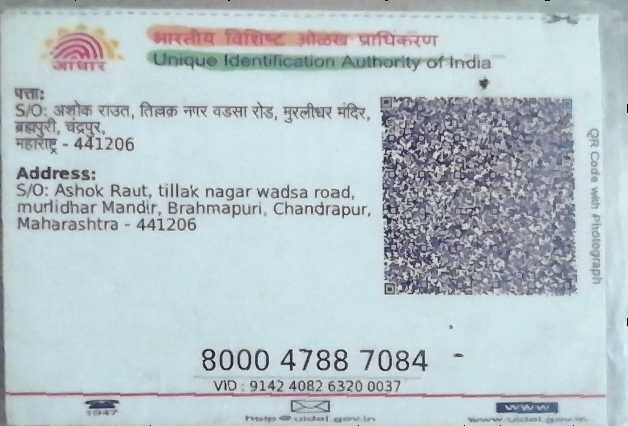 आधार
भारतीय विशिष्ट ओळख प्राधिकरण
Unique Identification Authority of India
पत्ता:
S/O: अशोक राउत, तिल्लक नगर वडसा रोड, मुरलीधर मंदिर,
ब्रह्मपुरी, चंद्रपुर,
महाराष्ट्र - 441206
Address:
S/O: Ashok Raut, tillak nagar wadsa road,
murlidhar Mandir, Brahmapuri, Chandrapur,
Maharashtra - 441206
QR Code with Photograph
8000 4788 7084
VID : 9142 4082 6320 0037
1947
help@uidai.gov.in
www
www.uidai.gov.in